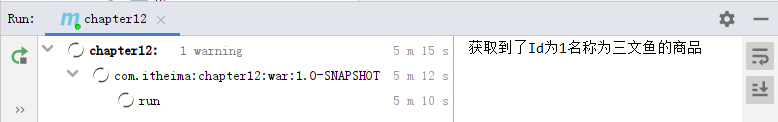 Run: chapter12
chapter12: 1 warning 5 m 15 s
com.itheima:chapter12:war:1.0-SNAPSHOT 5 m 12 s
run 5 m 10 s
获取到了Id为1名称为三文鱼的商品